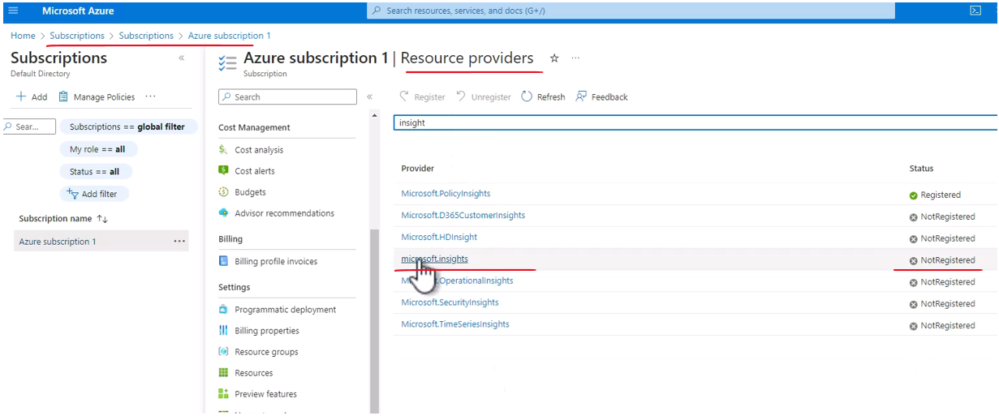 Microsoft Azure
Search resources, services, and docs (G+/)
Home > Subscriptions > Subscriptions > Azure subscription 1
Subscriptions
Default Directory
Add Manage Policies
Sear...
Subscriptions == global filter
My role == all
Status == all
Add filter
Subscription name
Azure subscription 1
Azure subscription 1 | Resource providers
Subscription
Search
Cost Management
Cost analysis
Cost alerts
Budgets
Advisor recommendations
Billing
Billing profile invoices
Settings
Programmatic deployment
Billing properties
Resource groups
Resources
Preview features
Register Unregister Refresh Feedback
insight
Provider Status
Microsoft.PolicyInsights Registered
Microsoft.D365CustomerInsights NotRegistered
Microsoft.HDInsight NotRegistered
microsoft.insights NotRegistered
NotRegistered
Microsoft.SecurityInsights NotRegistered
Microsoft.TimeSeriesInsights NotRegistered